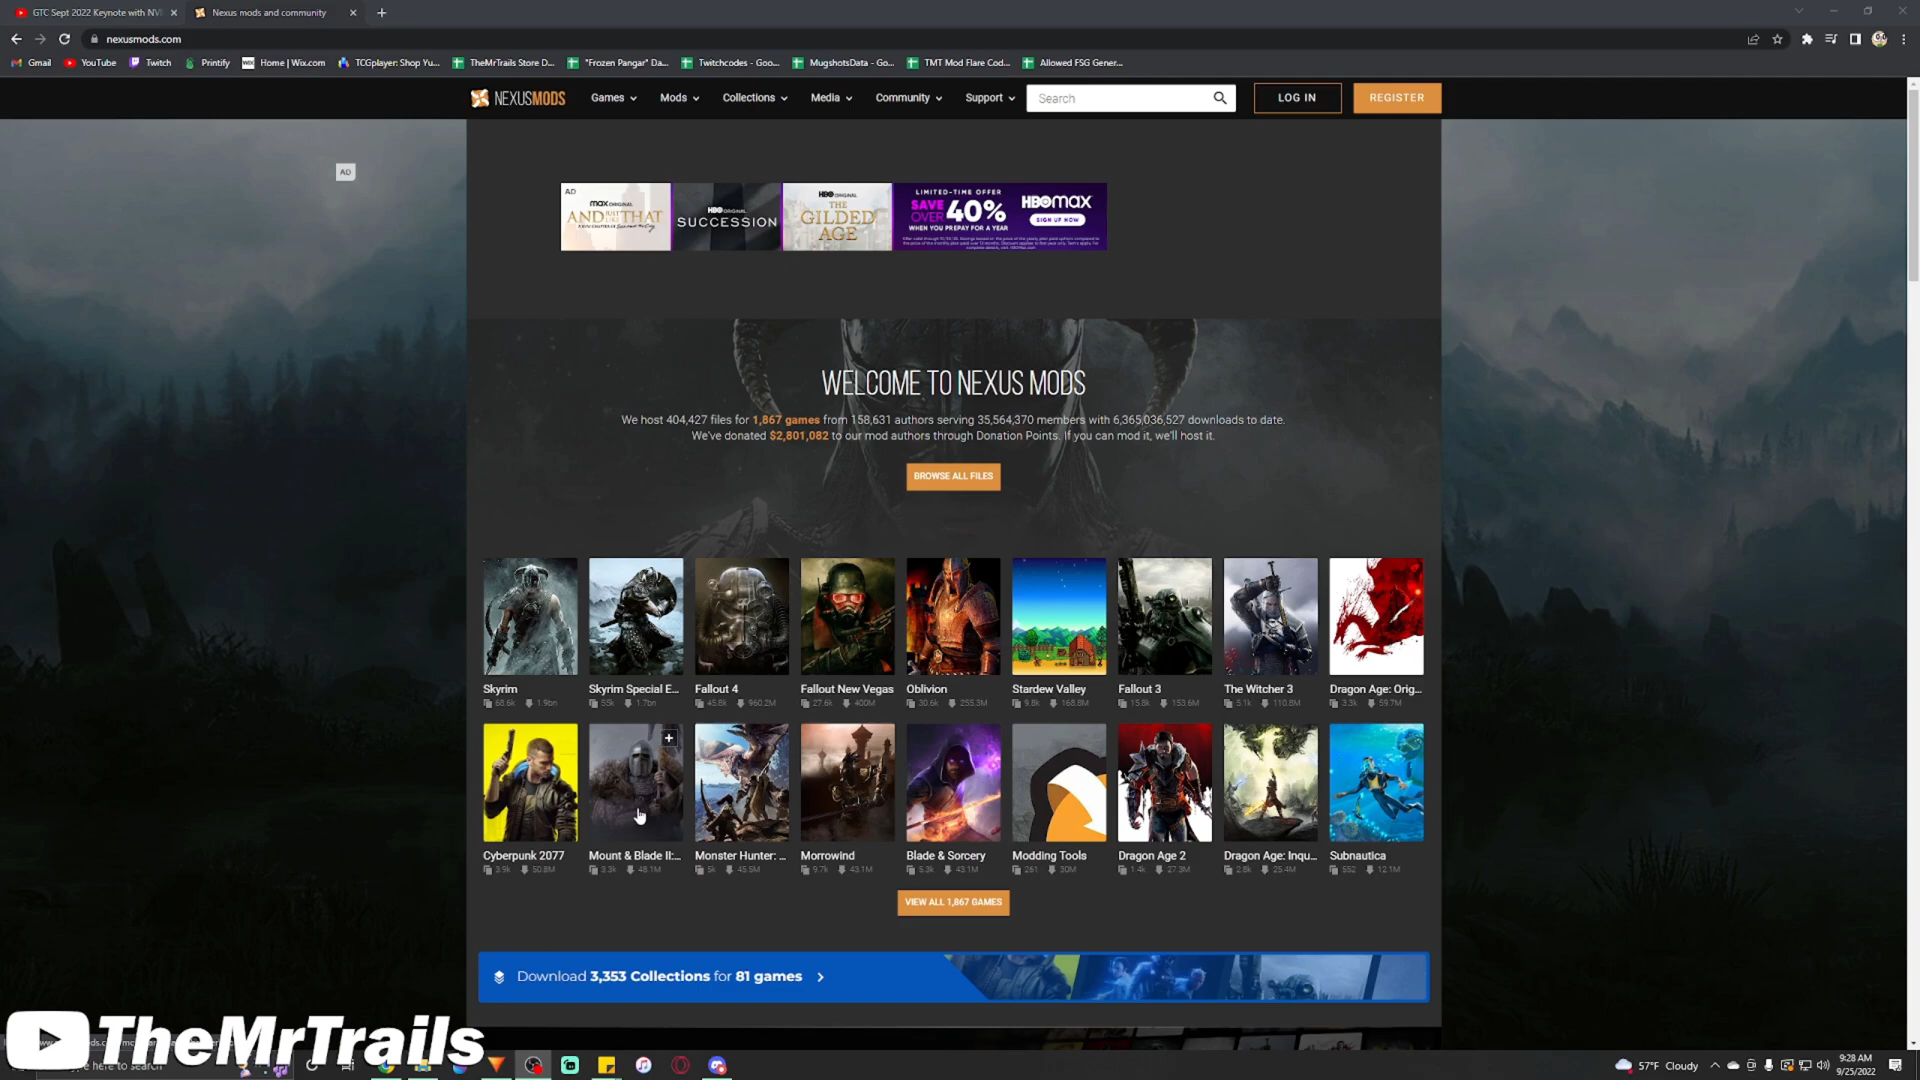 GTC Sept 2022 Keynote with NVI
Nexus mods and community
nexusmods.com
Gmail
YouTube
Twitch
Printify
Home | Wix.com
TCGplayer: Shop Yu...
TheMrTrails Store D...
"Frozen Pangar" Da...
Twitchcodes - Goo...
MugshotsData - Go...
TMT Mod Flare Cod...
Allowed FSG Gener...
NEXUSMODS
Games
Mods
Collections
Media
Community
Support
Search
LOG IN
REGISTER
AD
AD
max ORIGINAL
AND JUST LIKE THAT
HBO ORIGINAL
SUCCESSION
HBO ORIGINAL
THE GILDED AGE
LIMITED-TIME OFFER
SAVE OVER 40%
WHEN YOU PREPAY FOR A YEAR
HBOMAX
SIGN UP NOW
WELCOME TO NEXUS MODS
We host 404,427 files for 1,867 games from 158,631 authors serving 35,564,370 members with 6,365,036,527 downloads to date.
We've donated $2,801,082 to our mod authors through Donation Points. If you can mod it, we'll host it.
BROWSE ALL FILES
Skyrim
68.6k 1.9bn
Skyrim Special E...
55k 1.7bn
Fallout 4
45.8k 960.2M
Fallout New Vegas
27.6k 400M
Oblivion
30.6k 255.3M
Stardew Valley
9.8k 168.8M
Fallout 3
15.8k 153.6M
The Witcher 3
5.1k 110.8M
Dragon Age: Orig...
3.3k 59.7M
Cyberpunk 2077
3.9k 50.8M
Mount & Blade II:...
3.3k 48.1M
Monster Hunter: ...
5k 45.5M
Morrowind
9.7k 43.1M
Blade & Sorcery
5.3k 43.1M
Modding Tools
261 30M
Dragon Age 2
1.4k 27.3M
Dragon Age: Inqu...
2.8k 25.4M
Subnautica
552 12.1M
VIEW ALL 1,867 GAMES
Download 3,353 Collections for 81 games
TheMrTrails
57°F Cloudy
9:28 AM
9/25/2022